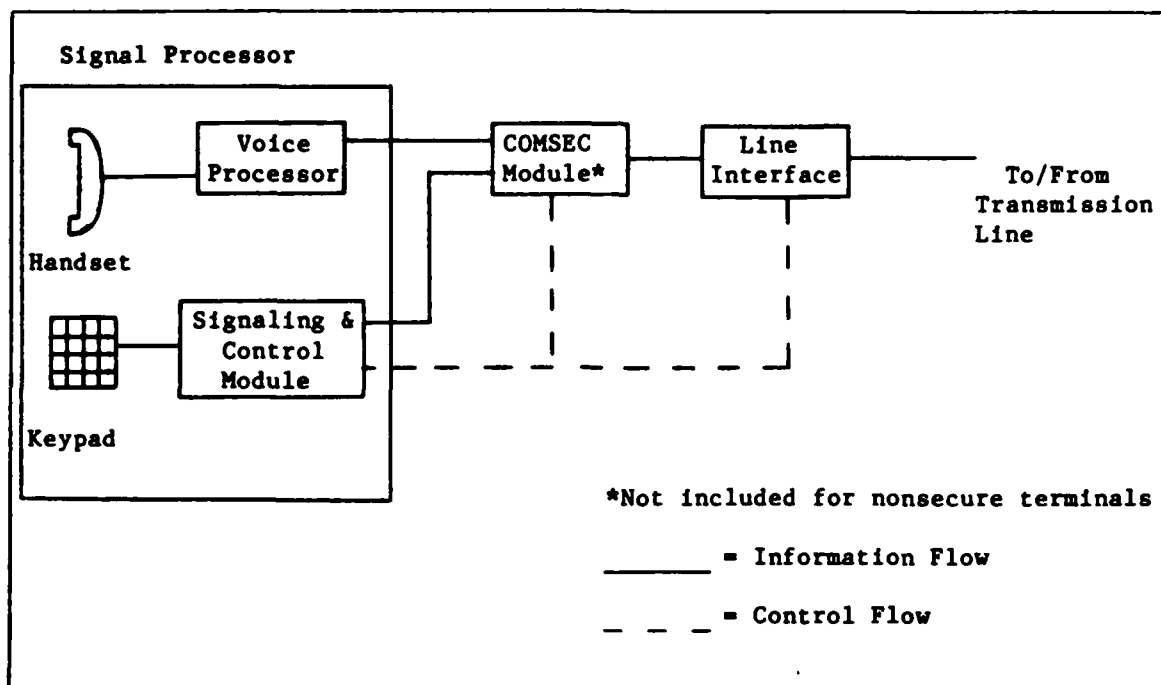 Signal Processor
Voice
Processor
COMSEC
Module*
Line
Interface
To/From
Transmission
Line
Handset
Signaling &
Control
Module
Keypad
*Not included for nonsecure terminals
= Information Flow
= Control Flow